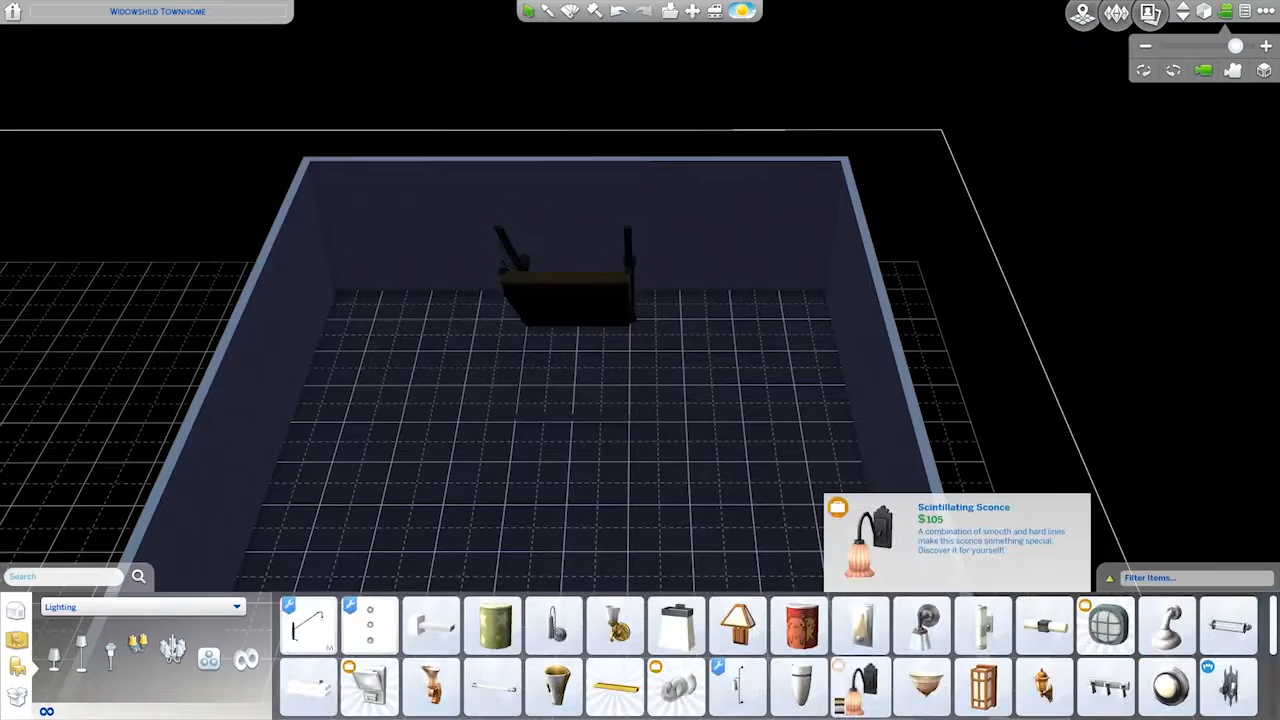 WIDOWSHILD TOWNHOME
Scintillating Sconce
§105
A combination of smooth and hard lines
make this sconce something special.
Discover it for yourself!
Search
Filter Items...
Lighting
M